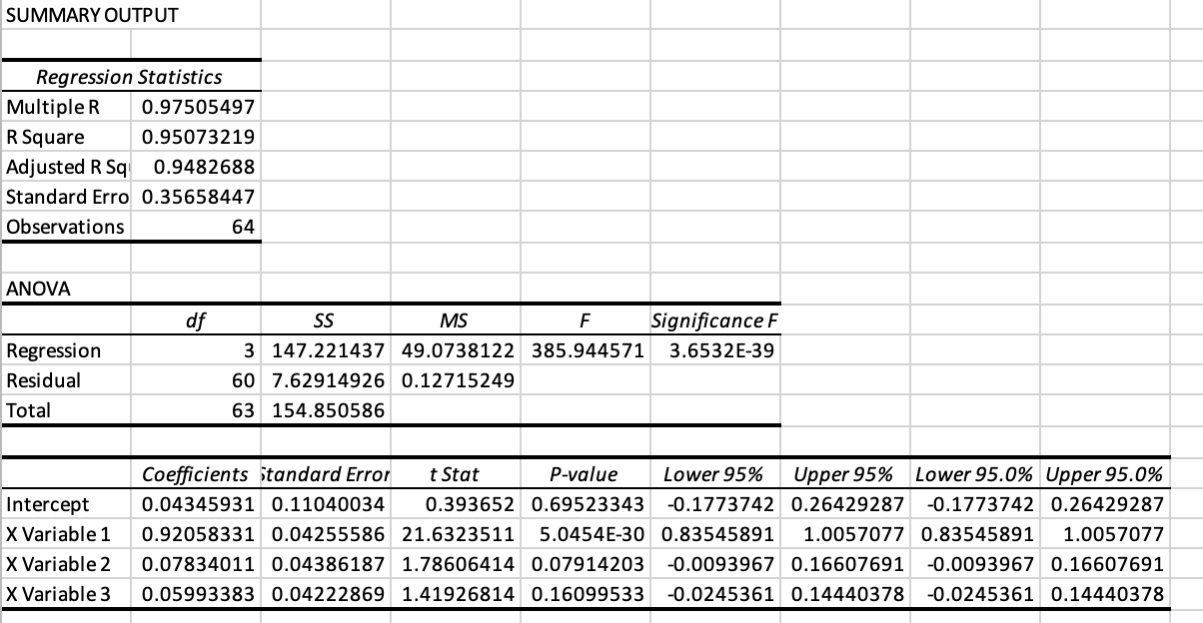 SUMMARY OUTPUT
Regression Statistics
Multiple R 0.97505497
R Square 0.95073219
Adjusted R Sq 0.9482688
Standard Erro 0.35658447
Observations 64
ANOVA
df SS MS F Significance F
Regression 3 147.221437 49.0738122 385.944571 3.6532E-39
Residual 60 7.62914926 0.12715249
Total 63 154.850586
Coefficients Standard Error t Stat P-value Lower 95% Upper 95% Lower 95.0% Upper 95.0%
Intercept 0.04345931 0.11040034 0.393652 0.69523343 -0.1773742 0.26429287 -0.1773742 0.26429287
X Variable 1 0.92058331 0.04255586 21.6323511 5.0454E-30 0.83545891 1.0057077 0.83545891 1.0057077
X Variable 2 0.07834011 0.04386187 1.78606414 0.07914203 -0.0093967 0.16607691 -0.0093967 0.16607691
X Variable 3 0.05993383 0.04222869 1.41926814 0.16099533 -0.0245361 0.14440378 -0.0245361 0.14440378